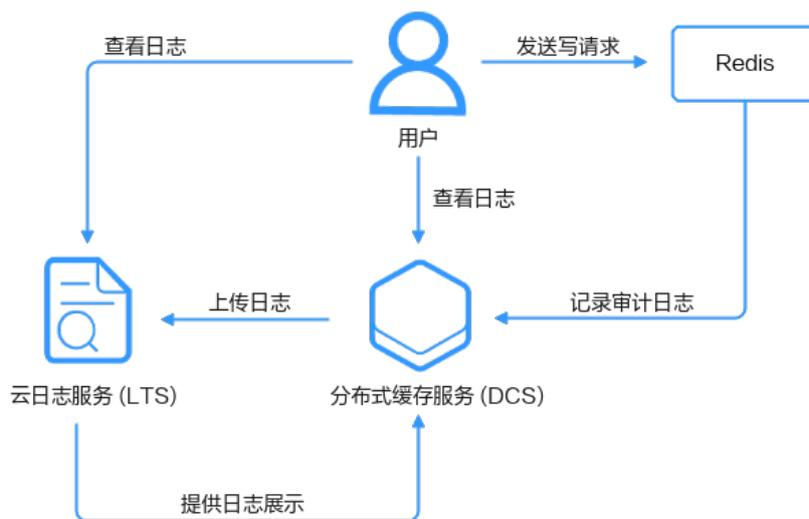 查看日志
发送写请求
Redis
用户
查看日志
上传日志
记录审计日志
云日志服务 (LTS)
分布式缓存服务 (DCS)
提供日志展示